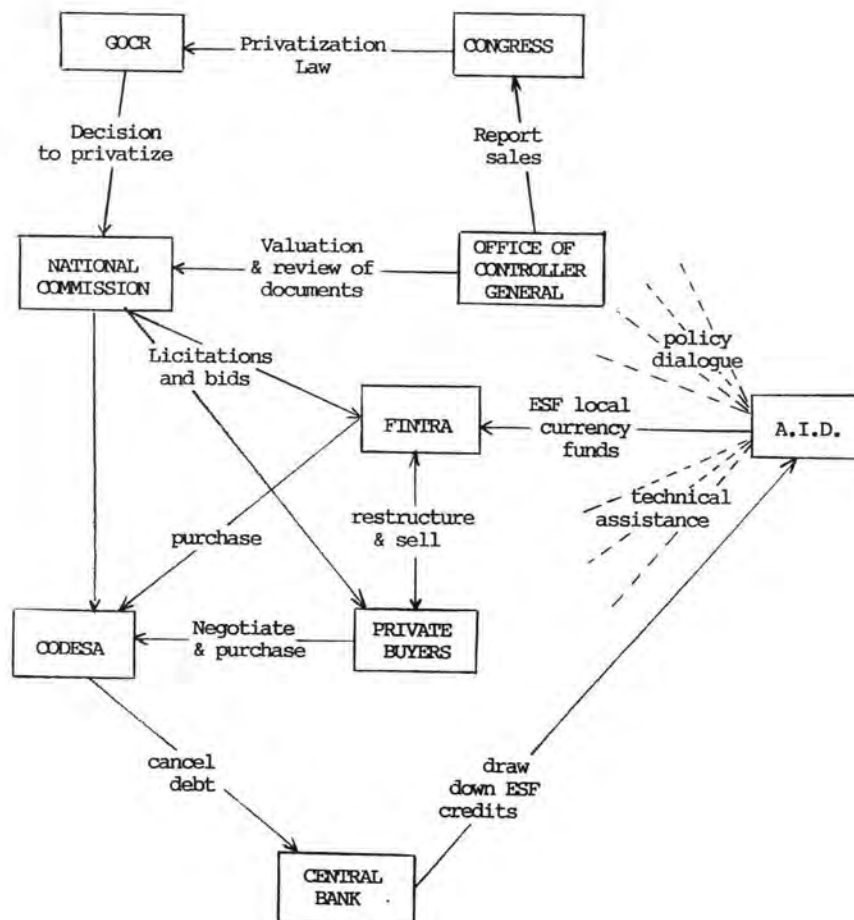 GOCR
Privatization
Law
CONGRESS
Decision
to privatize
Report
sales
NATIONAL
COMMISSION
Valuation
& review of
documents
OFFICE OF
CONTROLLER
GENERAL
Licitations
and bids
policy
dialogue
FINTRA
ESF local
currency
funds
A.I.D.
purchase
restructure
& sell
technical
assistance
CODESA
Negotiate
& purchase
PRIVATE
BUYERS
cancel
debt
draw
down ESF
credits
CENTRAL
BANK